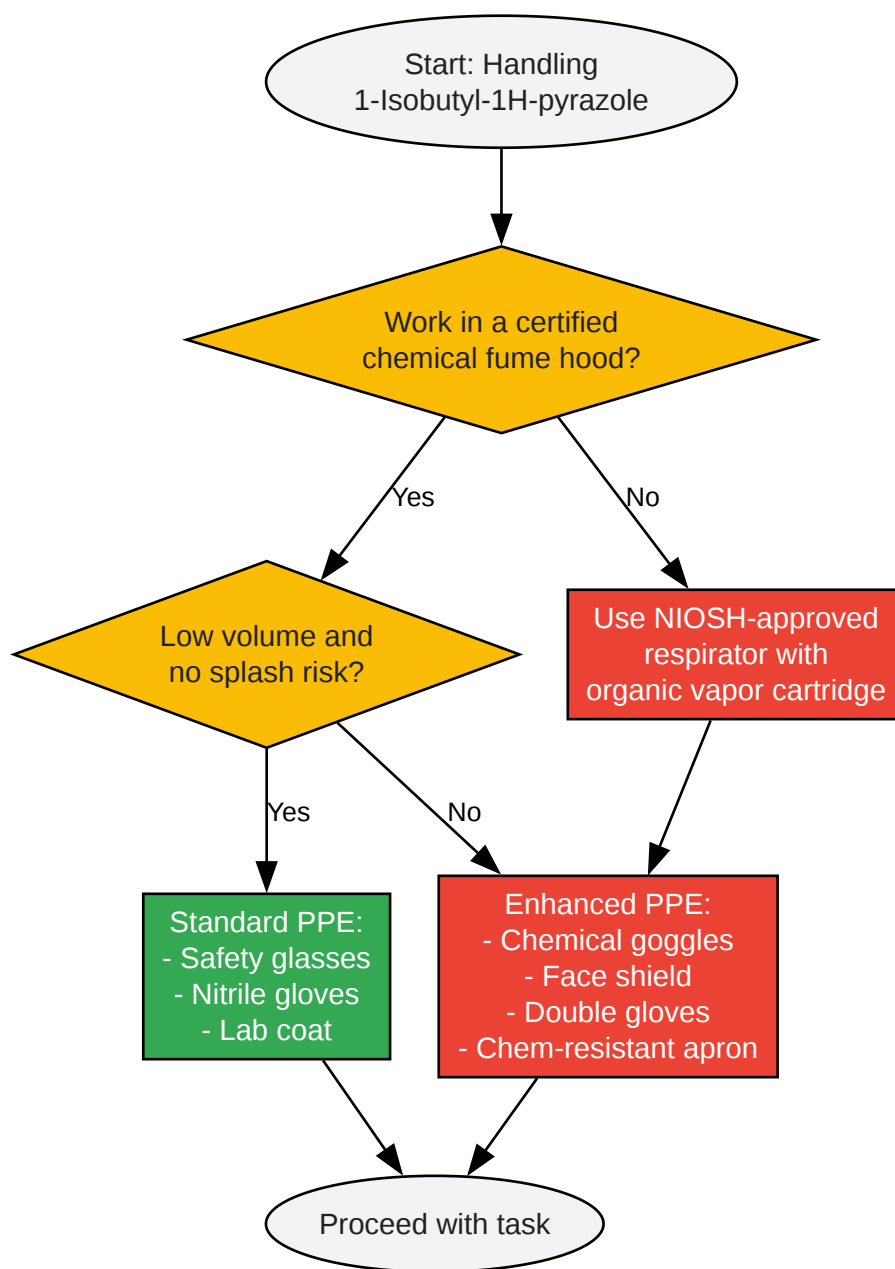 Start: Handling
1-Isobutyl-1H-pyrazole
Work in a certified
chemical fume hood?
Yes
No
Low volume and
no splash risk?
Use NIOSH-approved
respirator with
organic vapor cartridge
Yes
No
Standard PPE:
- Safety glasses
- Nitrile gloves
- Lab coat
Enhanced PPE:
- Chemical goggles
- Face shield
- Double gloves
- Chem-resistant apron
Proceed with task